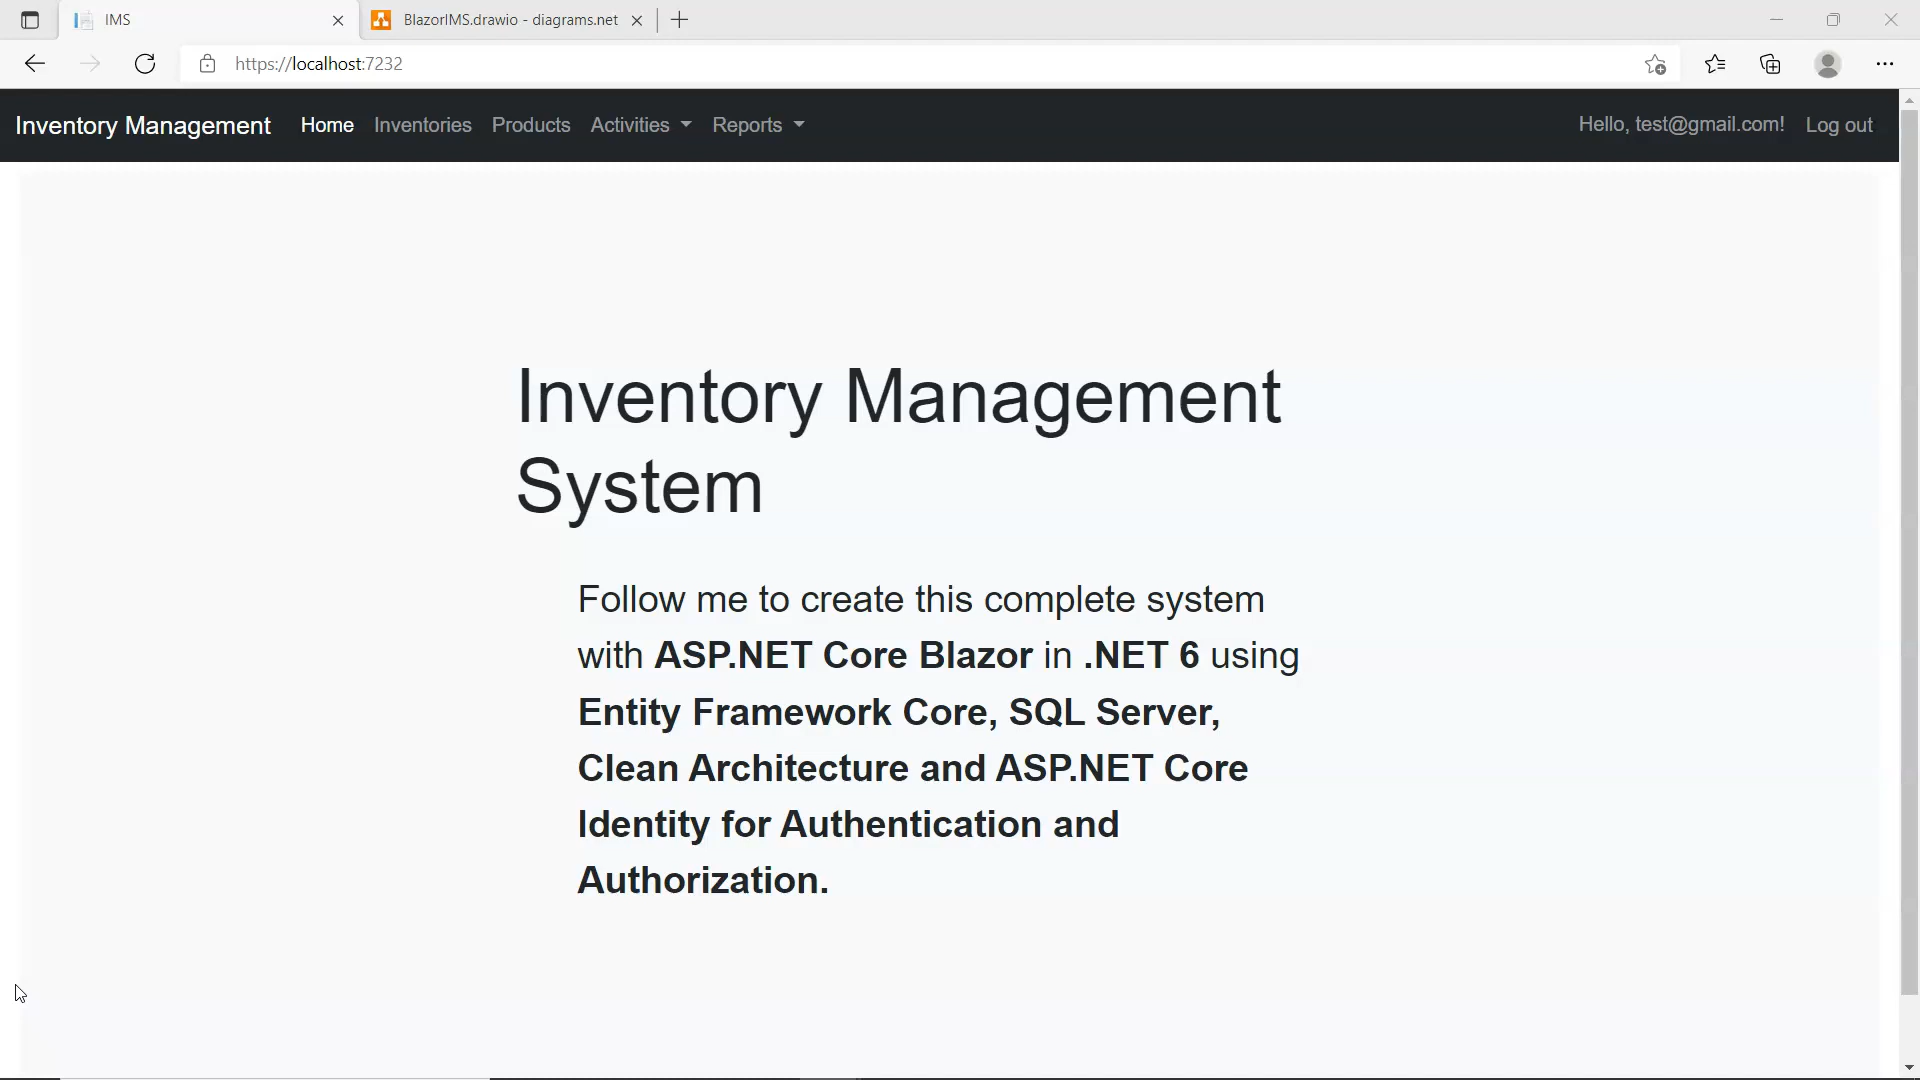 IMS
BlazorIMS.drawio - diagrams.net
https://localhost:7232
Inventory Management Home Inventories Products Activities Reports Hello, test@gmail.com! Log out
Inventory Management
System
Follow me to create this complete system
with ASP.NET Core Blazor in .NET 6 using
Entity Framework Core, SQL Server,
Clean Architecture and ASP.NET Core
Identity for Authentication and
Authorization.